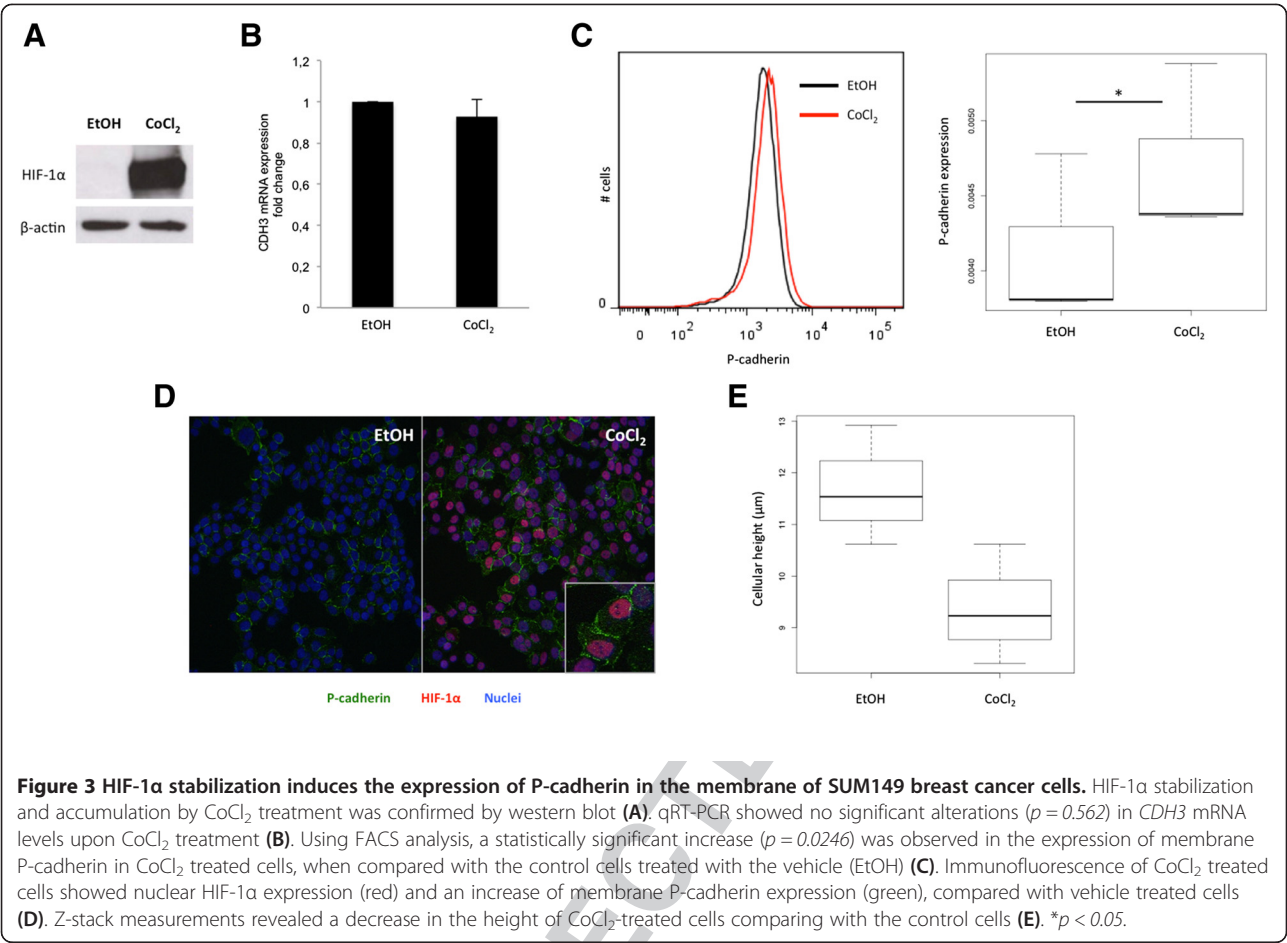 A
EtOH CoCl₂
HIF-1α
β-actin
B
CDH3 mRNA expression
fold change
1,2
1
0,8
0,6
0,4
0,2
0
EtOH
CoCl₂
C
# cells
0
EtOH
CoCl₂
0 10² 10³ 10⁴ 10⁵
P-cadherin
P-cadherin expression
0.0050
0.0045
0.0040
*
EtOH
CoCl₂
D
EtOH
CoCl₂
P-cadherin HIF-1α Nuclei
E
Cellular height (µm)
13
12
11
10
9
EtOH
CoCl₂
Figure 3 HIF-1α stabilization induces the expression of P-cadherin in the membrane of SUM149 breast cancer cells. HIF-1α stabilization
and accumulation by CoCl₂ treatment was confirmed by western blot (A). qRT-PCR showed no significant alterations (p = 0.562) in CDH3 mRNA
levels upon CoCl₂ treatment (B). Using FACS analysis, a statistically significant increase (p = 0.0246) was observed in the expression of membrane
P-cadherin in CoCl₂ treated cells, when compared with the control cells treated with the vehicle (EtOH) (C). Immunofluorescence of CoCl₂ treated
cells showed nuclear HIF-1α expression (red) and an increase of membrane P-cadherin expression (green), compared with vehicle treated cells
(D). Z-stack measurements revealed a decrease in the height of CoCl₂-treated cells comparing with the control cells (E). *p < 0.05.